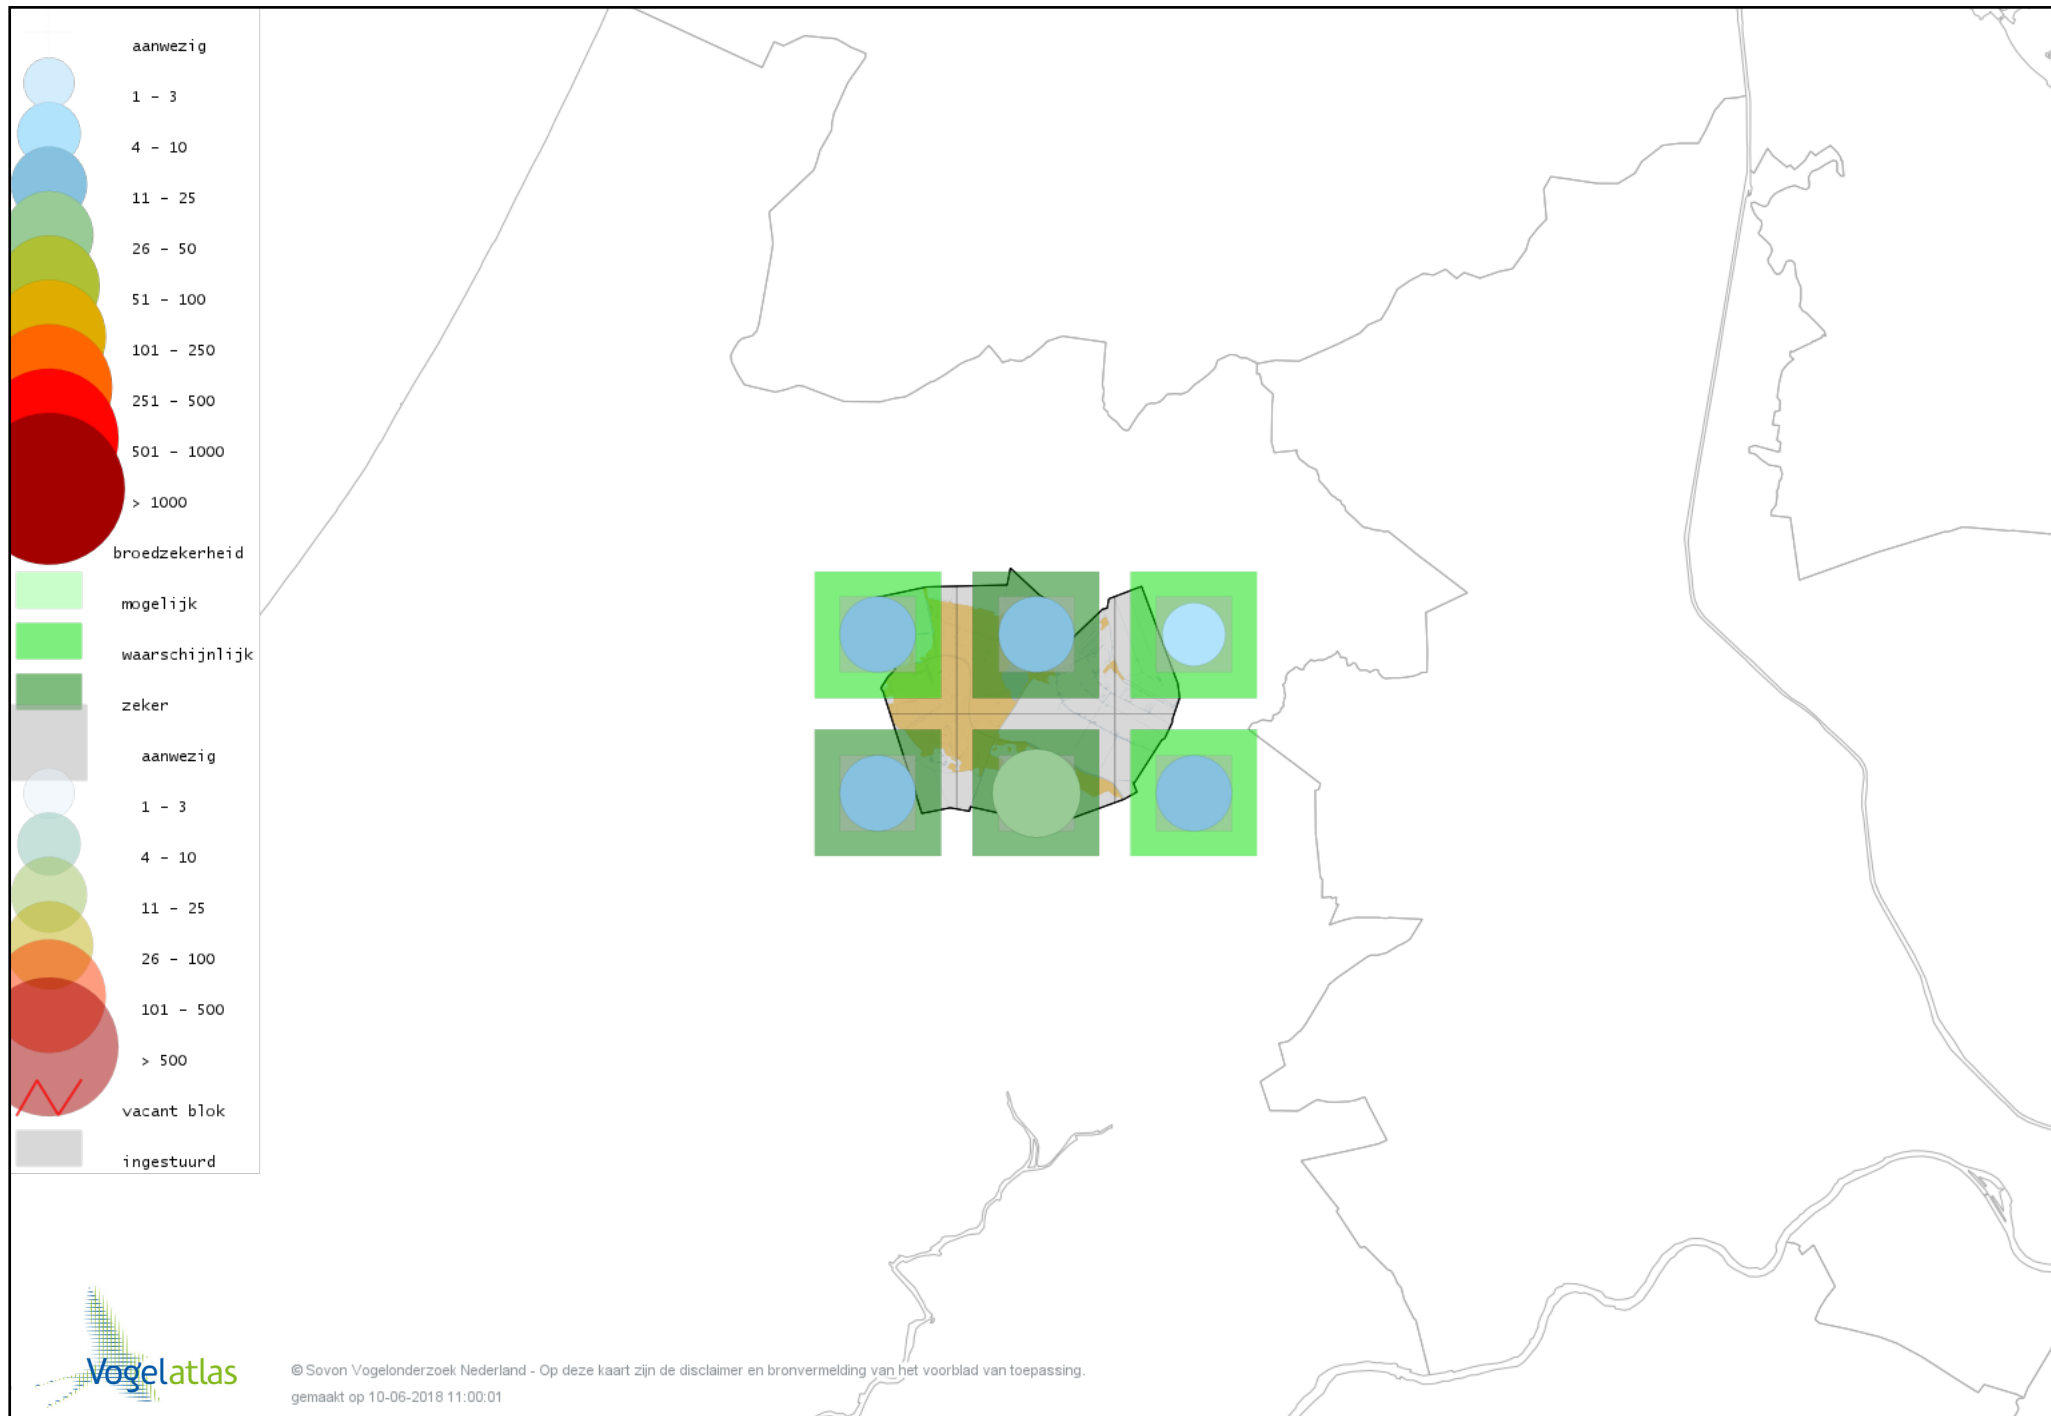 aanwezig
1 - 3
4 - 10
11 - 25
26 - 50
51 - 100
101 - 250
251 - 500
501 - 1000
> 1000
broedzekerheid
mogelijk
waarschijnlijk
zeker
aanwezig
1 - 3
4 - 10
11 - 25
26 - 100
101 - 500
> 500
vacant blok
ingestuurd
Vogelatlas
© Sovon Vogelonderzoek Nederland - Op deze kaart zijn de disclaimer en bronvermelding van het voorblad van toepassing.
gemaakt op 10-06-2018 11:00:01